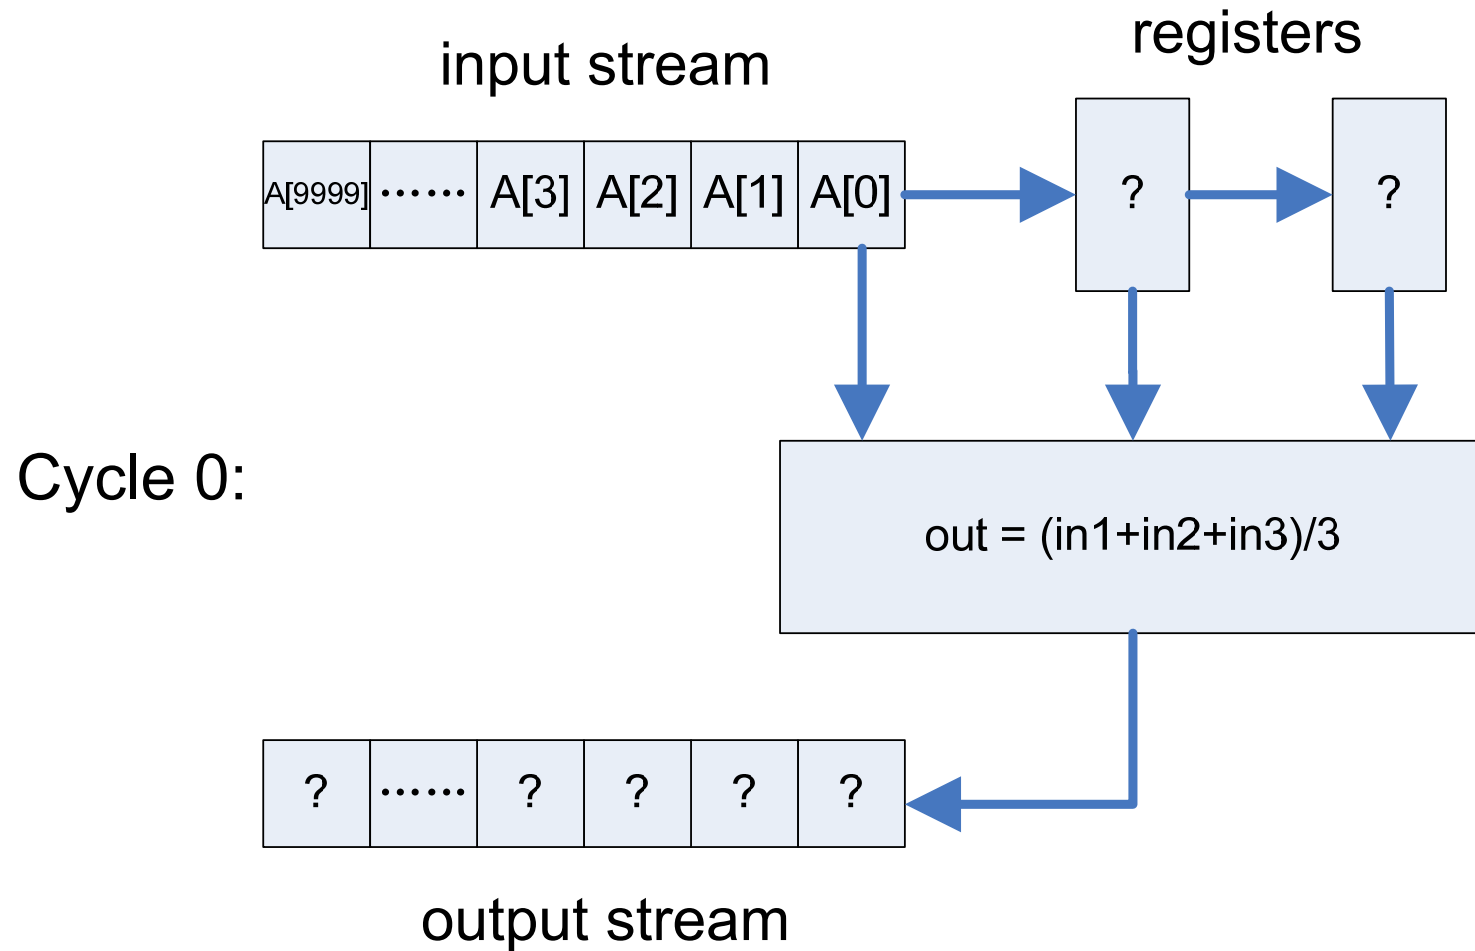 registers
input stream
A[9999] ...... A[3] A[2] A[1] A[0] ? ?
Cycle 0:
out = (in1+in2+in3)/3
? ...... ? ? ? ?
output stream